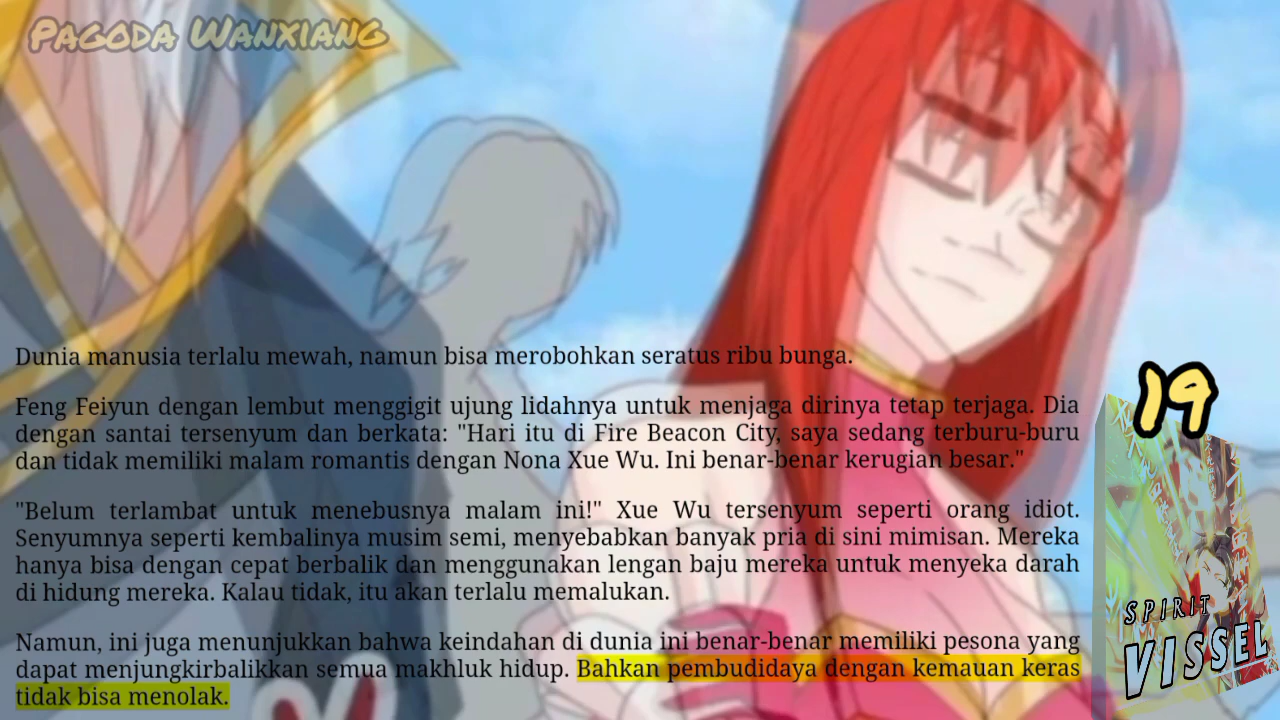 PAGODA WANXIANG
Dunia manusia terlalu mewah, namun bisa merobohkan seratus ribu bunga.
Feng Feiyun dengan lembut menggigit ujung lidahnya untuk menjaga dirinya tetap terjaga. Dia
dengan santai tersenyum dan berkata: "Hari itu di Fire Beacon City, saya sedang terburu-buru
dan tidak memiliki malam romantis dengan Nona Xue Wu. Ini benar-benar kerugian besar."
"Belum terlambat untuk menebusnya malam ini!" Xue Wu tersenyum seperti orang idiot.
Senyumnya seperti kembalinya musim semi, menyebabkan banyak pria di sini mimisan. Mereka
hanya bisa dengan cepat berbalik dan menggunakan lengan baju mereka untuk menyeka darah
di hidung mereka. Kalau tidak, itu akan terlalu memalukan.
Namun, ini juga menunjukkan bahwa keindahan di dunia ini benar-benar memiliki pesona yang
dapat menjungkirbalikkan semua makhluk hidup. Bahkan pembudidaya dengan kemauan keras
tidak bisa menolak.
19
SPIRIT
VISSEL